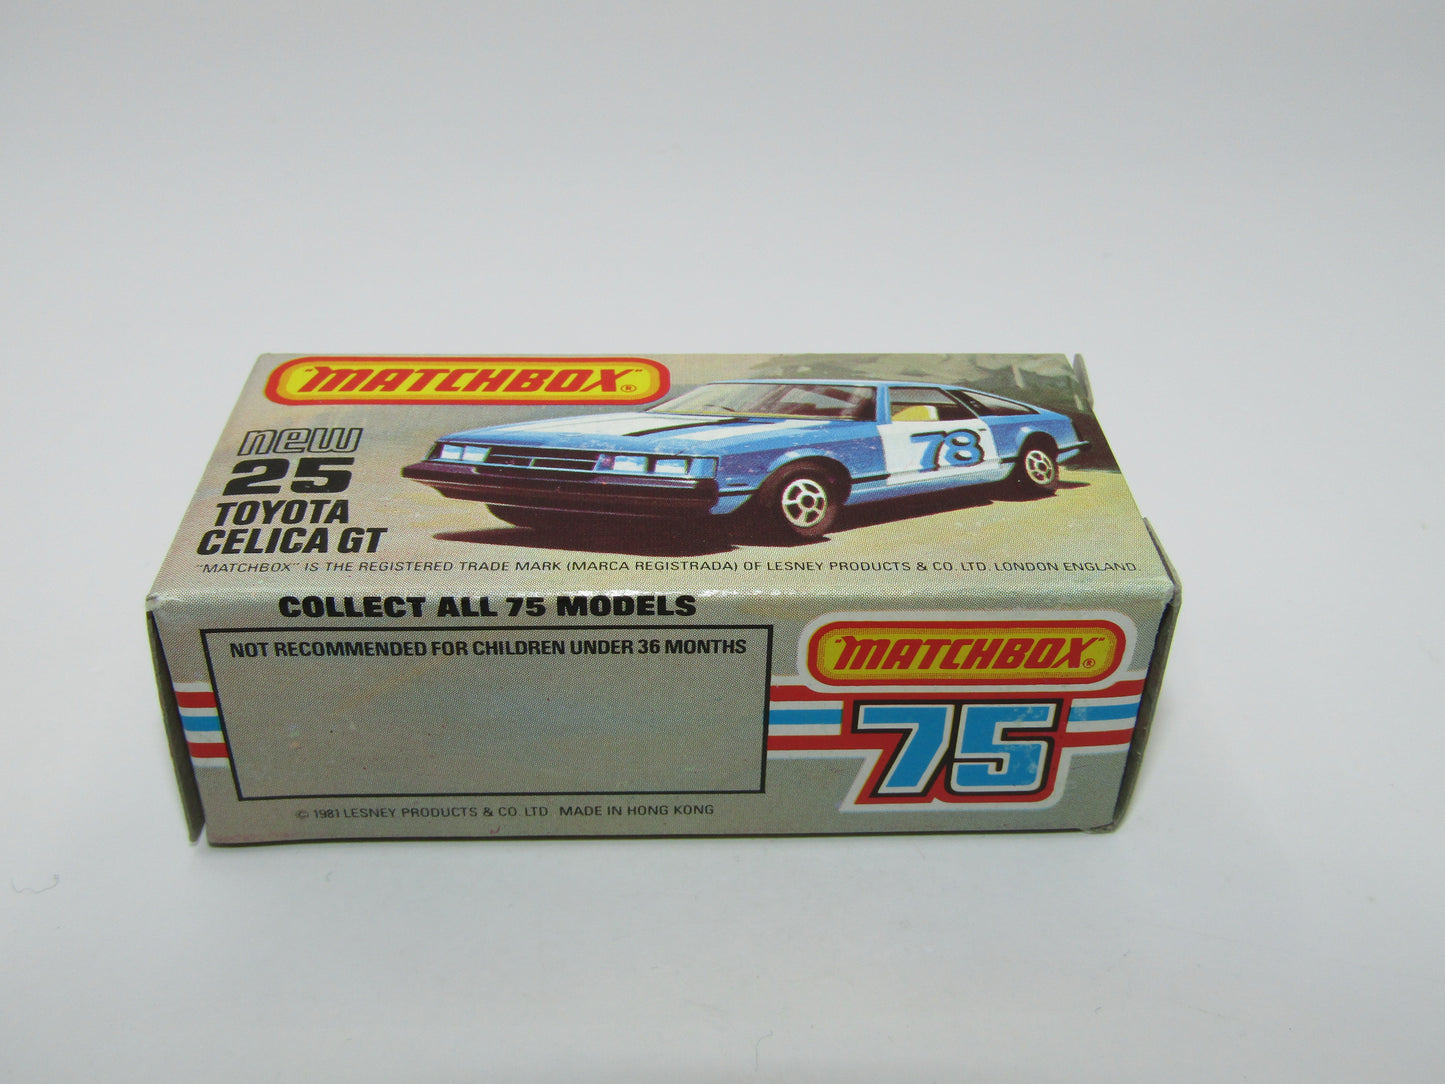 "MATCHBOX"®
new
25
TOYOTA
CELICA GT
78
"MATCHBOX" IS THE REGISTERED TRADE MARK (MARCA REGISTRADA) OF LESNEY PRODUCTS & CO. LTD. LONDON ENGLAND.
COLLECT ALL 75 MODELS
NOT RECOMMENDED FOR CHILDREN UNDER 36 MONTHS
"MATCHBOX"®
75
© 1981 LESNEY PRODUCTS & CO. LTD. MADE IN HONG KONG